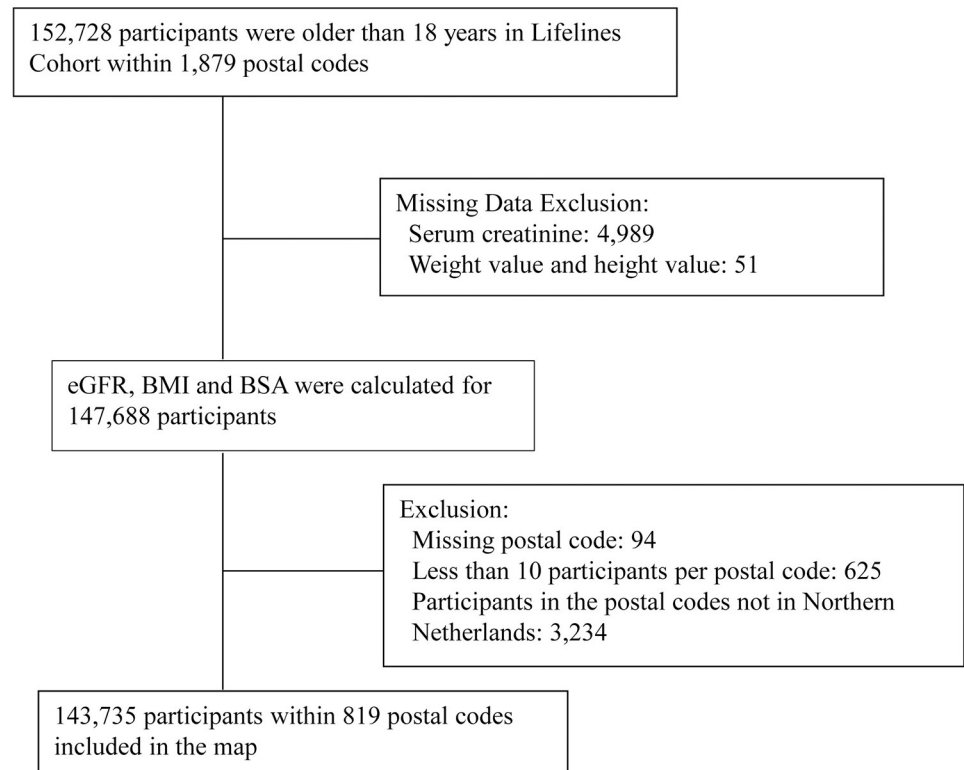 152,728 participants were older than 18 years in Lifelines
Cohort within 1,879 postal codes
Missing Data Exclusion:
Serum creatinine: 4,989
Weight value and height value: 51
eGFR, BMI and BSA were calculated for
147,688 participants
Exclusion:
Missing postal code: 94
Less than 10 participants per postal code: 625
Participants in the postal codes not in Northern
Netherlands: 3,234
143,735 participants within 819 postal codes
included in the map